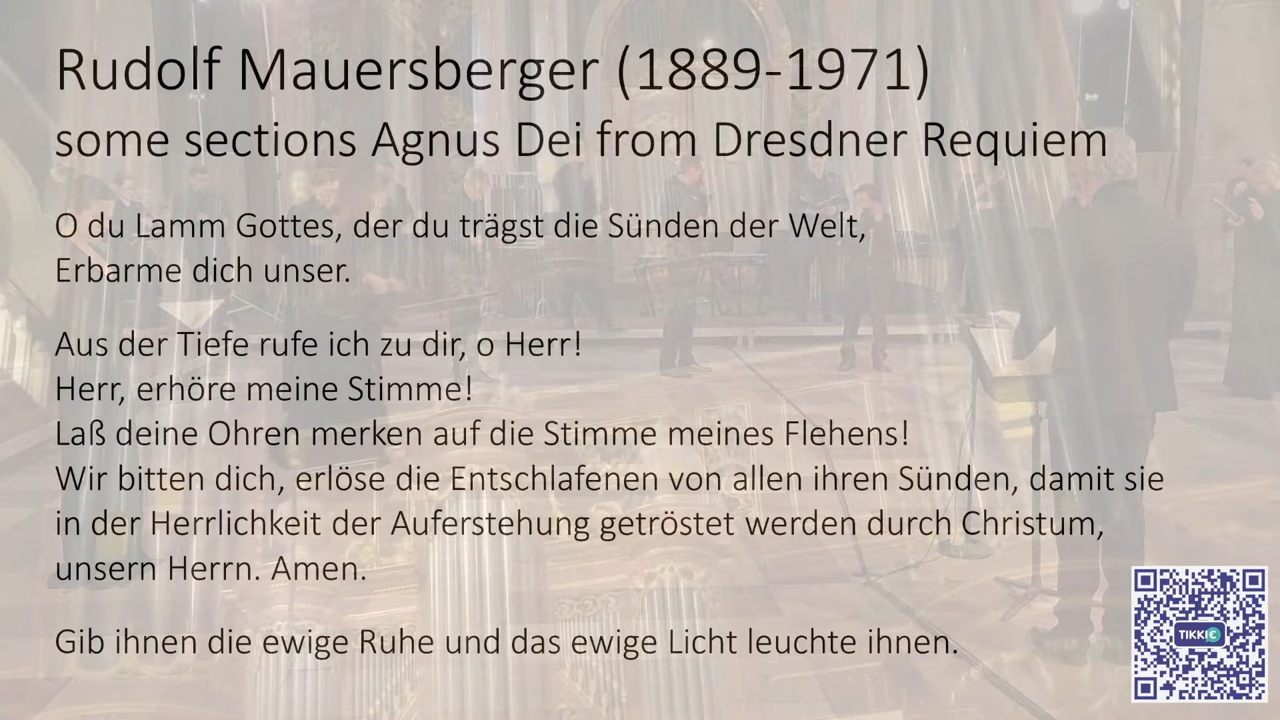 Rudolf Mauersberger (1889-1971)
some sections Agnus Dei from Dresdner Requiem
O du Lamm Gottes, der du trägst die Sünden der Welt,
Erbarme dich unser.
Aus der Tiefe rufe ich zu dir, o Herr!
Herr, erhöre meine Stimme!
Laß deine Ohren merken auf die Stimme meines Flehens!
Wir bitten dich, erlöse die Entschlafenen von allen ihren Sünden, damit sie
in der Herrlichkeit der Auferstehung getröstet werden durch Christum,
unsern Herrn. Amen.
Gib ihnen die ewige Ruhe und das ewige Licht leuchte ihnen.
TIKKIC